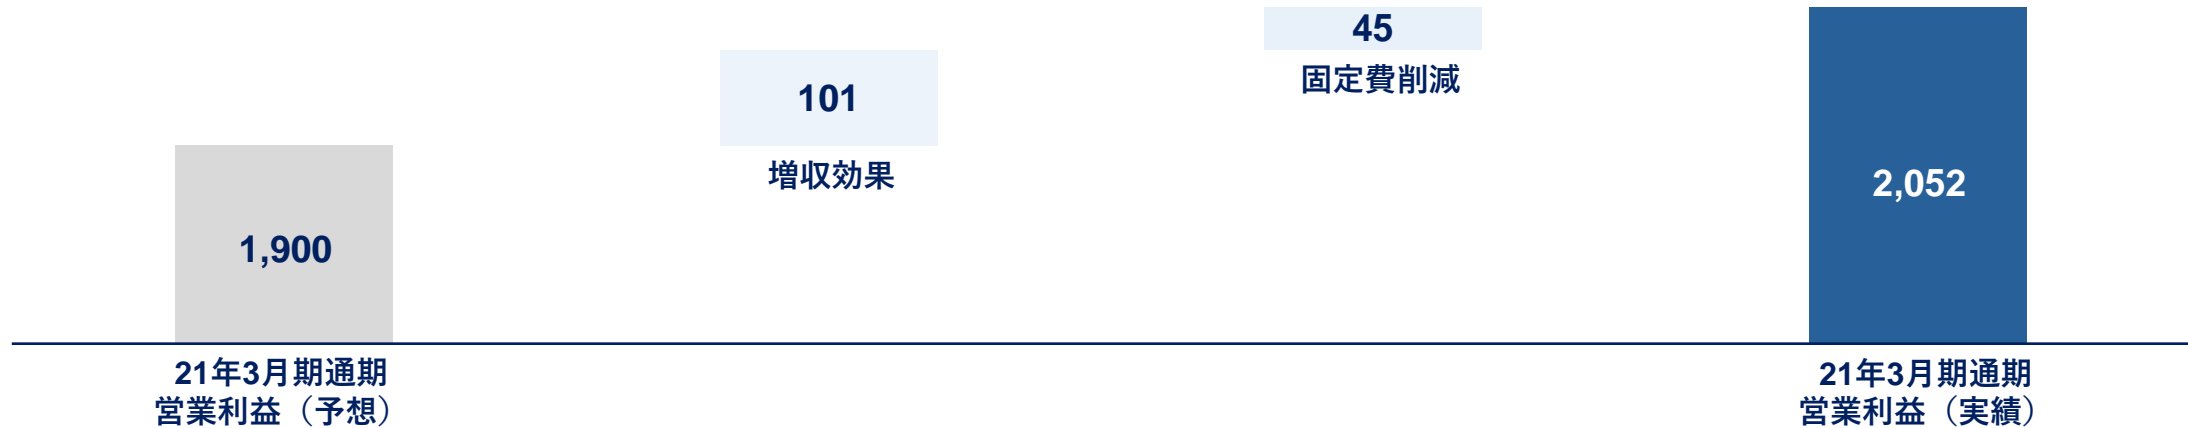 45
固定費削減
101
増収効果
2,052
1,900
21年3月期通期
営業利益（予想）
21年3月期通期
営業利益（実績）